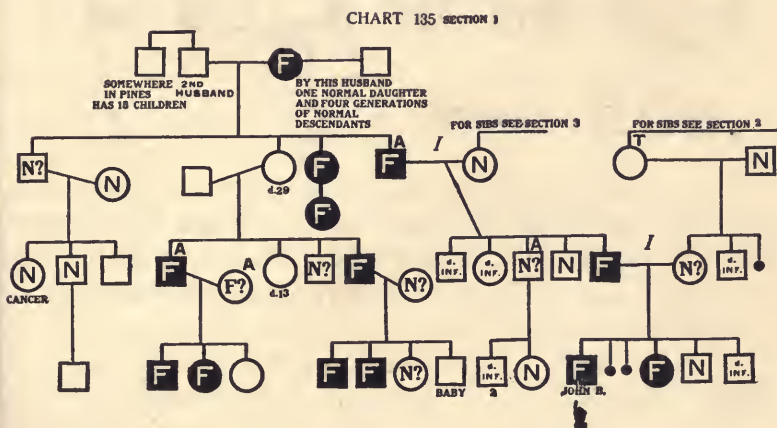 CHART 135 SECTION 1
F
SOMEWHERE
IN PINES
HAS 18 CHILDREN
2ND
HUSBAND
BY THIS HUSBAND
ONE NORMAL DAUGHTER
AND FOUR GENERATIONS
OF NORMAL
DESCENDANTS
N? N d.29 F F A I N FOR SIBS SEE SECTION 3 T FOR SIBS SEE SECTION 2 N
F
N CANCER N A F A F? d.13 N? F N? d. INF. d. INF. A N? N F I N? d. INF.
F F F F N? BABY d. INF. 2 N F JOHN B. F N d. INF.